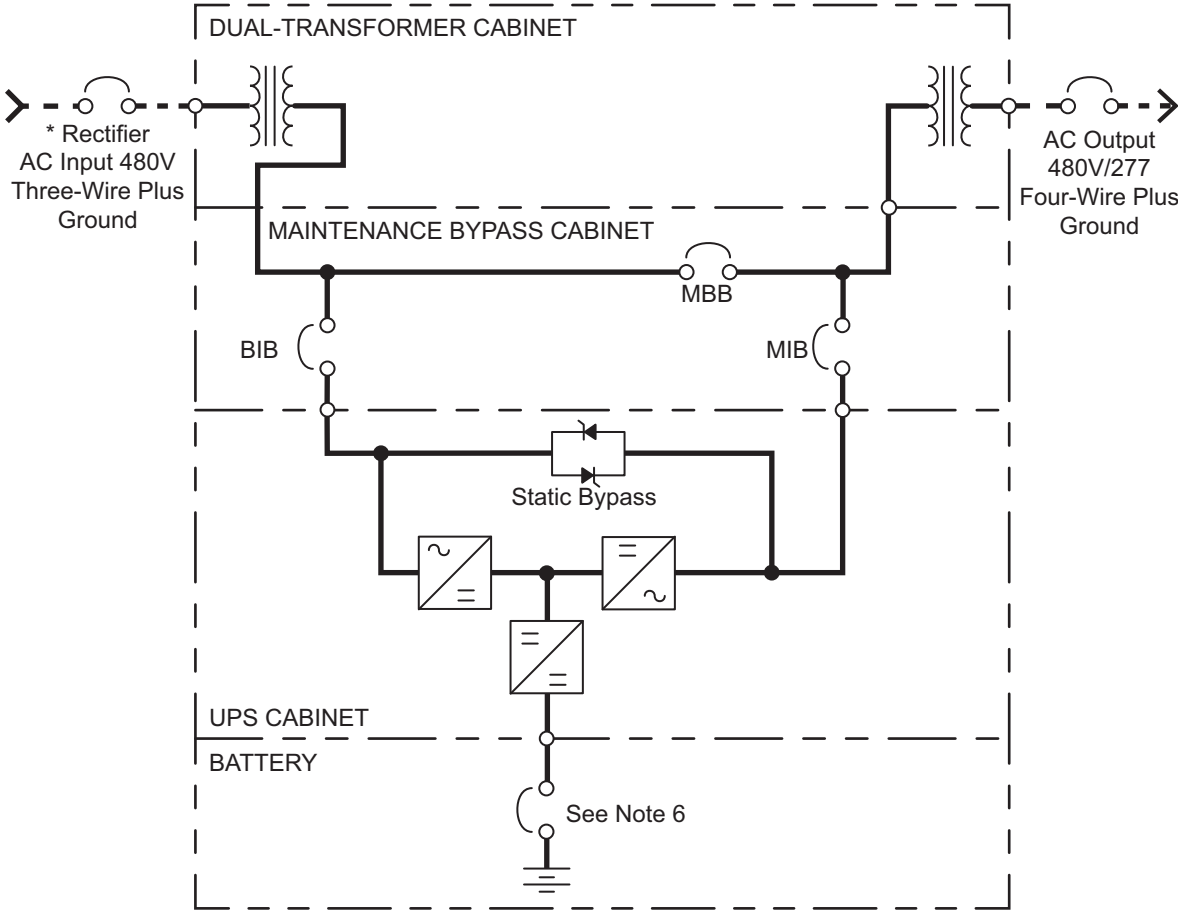 DUAL-TRANSFORMER CABINET
* Rectifier
AC Input 480V
Three-Wire Plus
Ground
AC Output
480V/277
Four-Wire Plus
Ground
MAINTENANCE BYPASS CABINET
MBB
BIB
MIB
Static Bypass
UPS CABINET
BATTERY
See Note 6